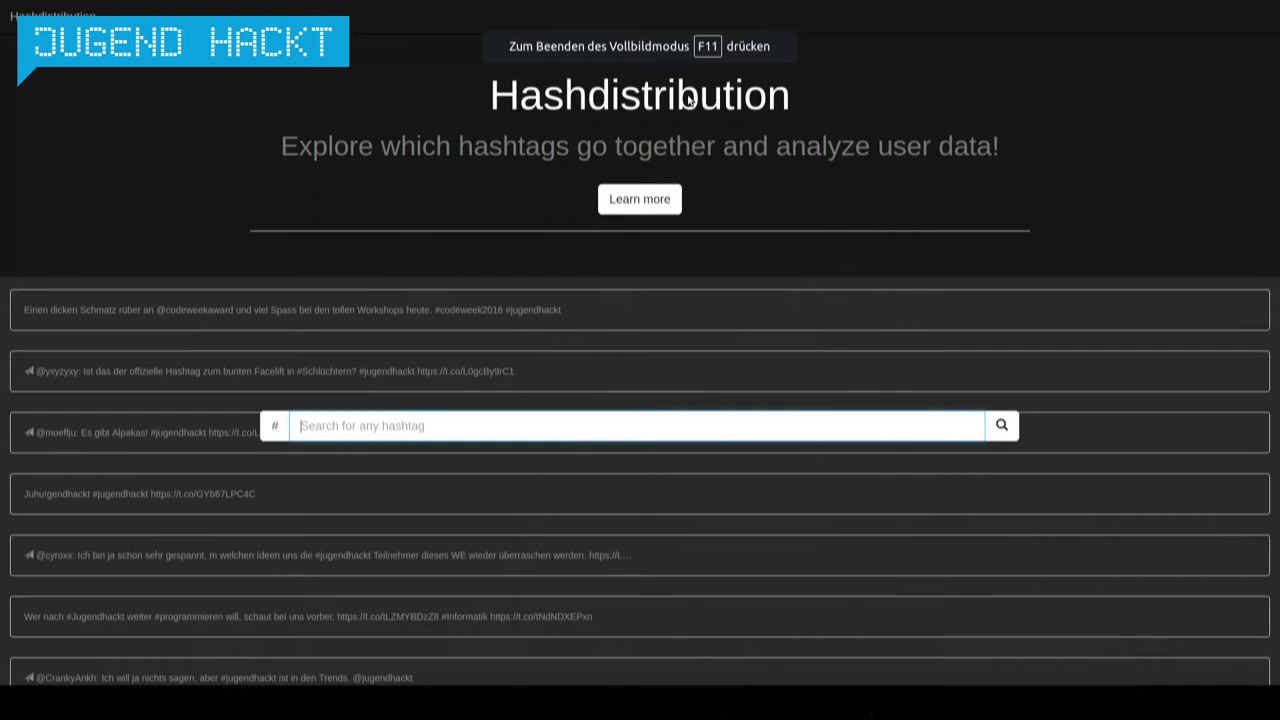 Hashdistribution
JUGEND HACKT
Zum Beenden des Vollbildmodus F11 drücken
Hashdistribution
Explore which hashtags go together and analyze user data!
Learn more
Einen dicken Schmatz rüber an @codeweekaward und viel Spass bei den tollen Workshops heute. #codeweek2016 #jugendhackt
@yxyzyxy: Ist das der offizielle Hashtag zum bunten Facelift in #Schlüchtern? #jugendhackt https://t.co/L0gcBy9rC1
# Search for any hashtag
@moeffju: Es gibt Alpakas! #jugendhackt https://t.co/L
Juhu!gendhackt #jugendhackt https://t.co/GYb67LPC4C
@cyroxx: Ich bin ja schon sehr gespannt, m welchen Ideen uns die #jugendhackt Teilnehmer dieses WE wieder überraschen werden. https://t.…
Wer nach #Jugendhackt weiter #programmieren will, schaut bei uns vorbei: https://t.co/tLZMYBDzZ8 #Informatik https://t.co/tNdNDXEPxn
@CrankyAnkh: Ich will ja nichts sagen, aber #jugendhackt ist in den Trends. @jugendhackt